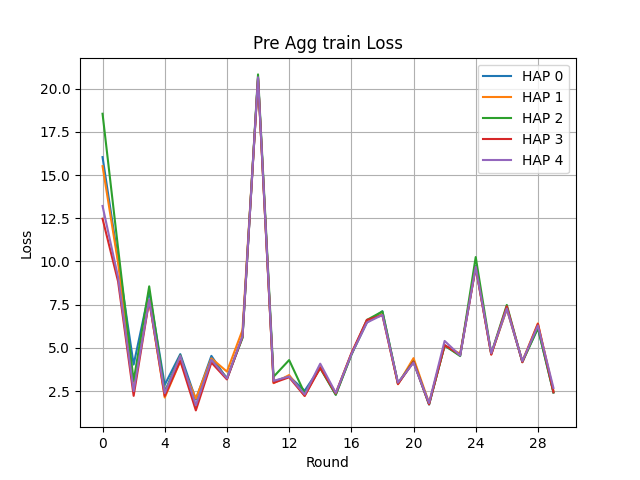 Pre Agg train Loss
HAP 0
HAP 1
HAP 2
HAP 3
HAP 4
Loss
20.0
17.5
15.0
12.5
10.0
7.5
5.0
2.5
0 4 8 12 16 20 24 28
Round